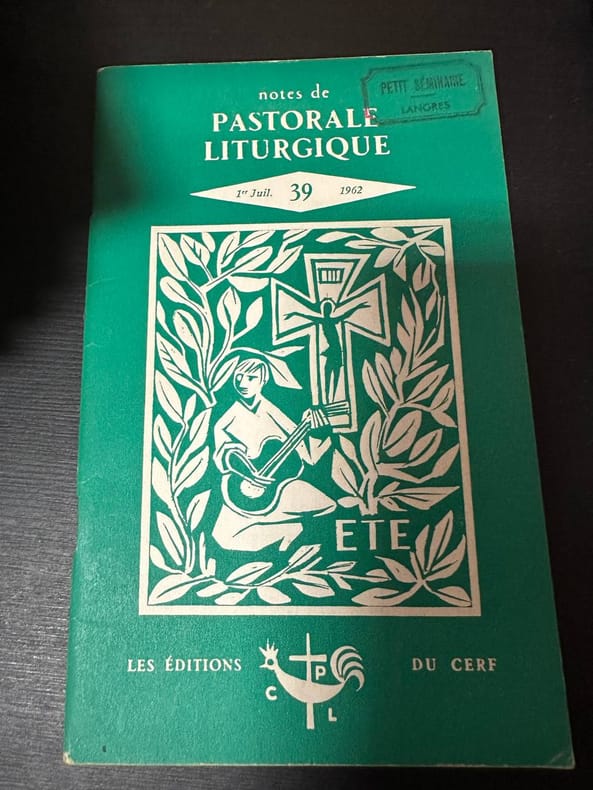 notes de
PASTORALE
LITURGIQUE
PETIT SÉMINAIRE
LANGRES
1er Juil. 39 1962
ETE
LES ÉDITIONS DU CERF
C P L